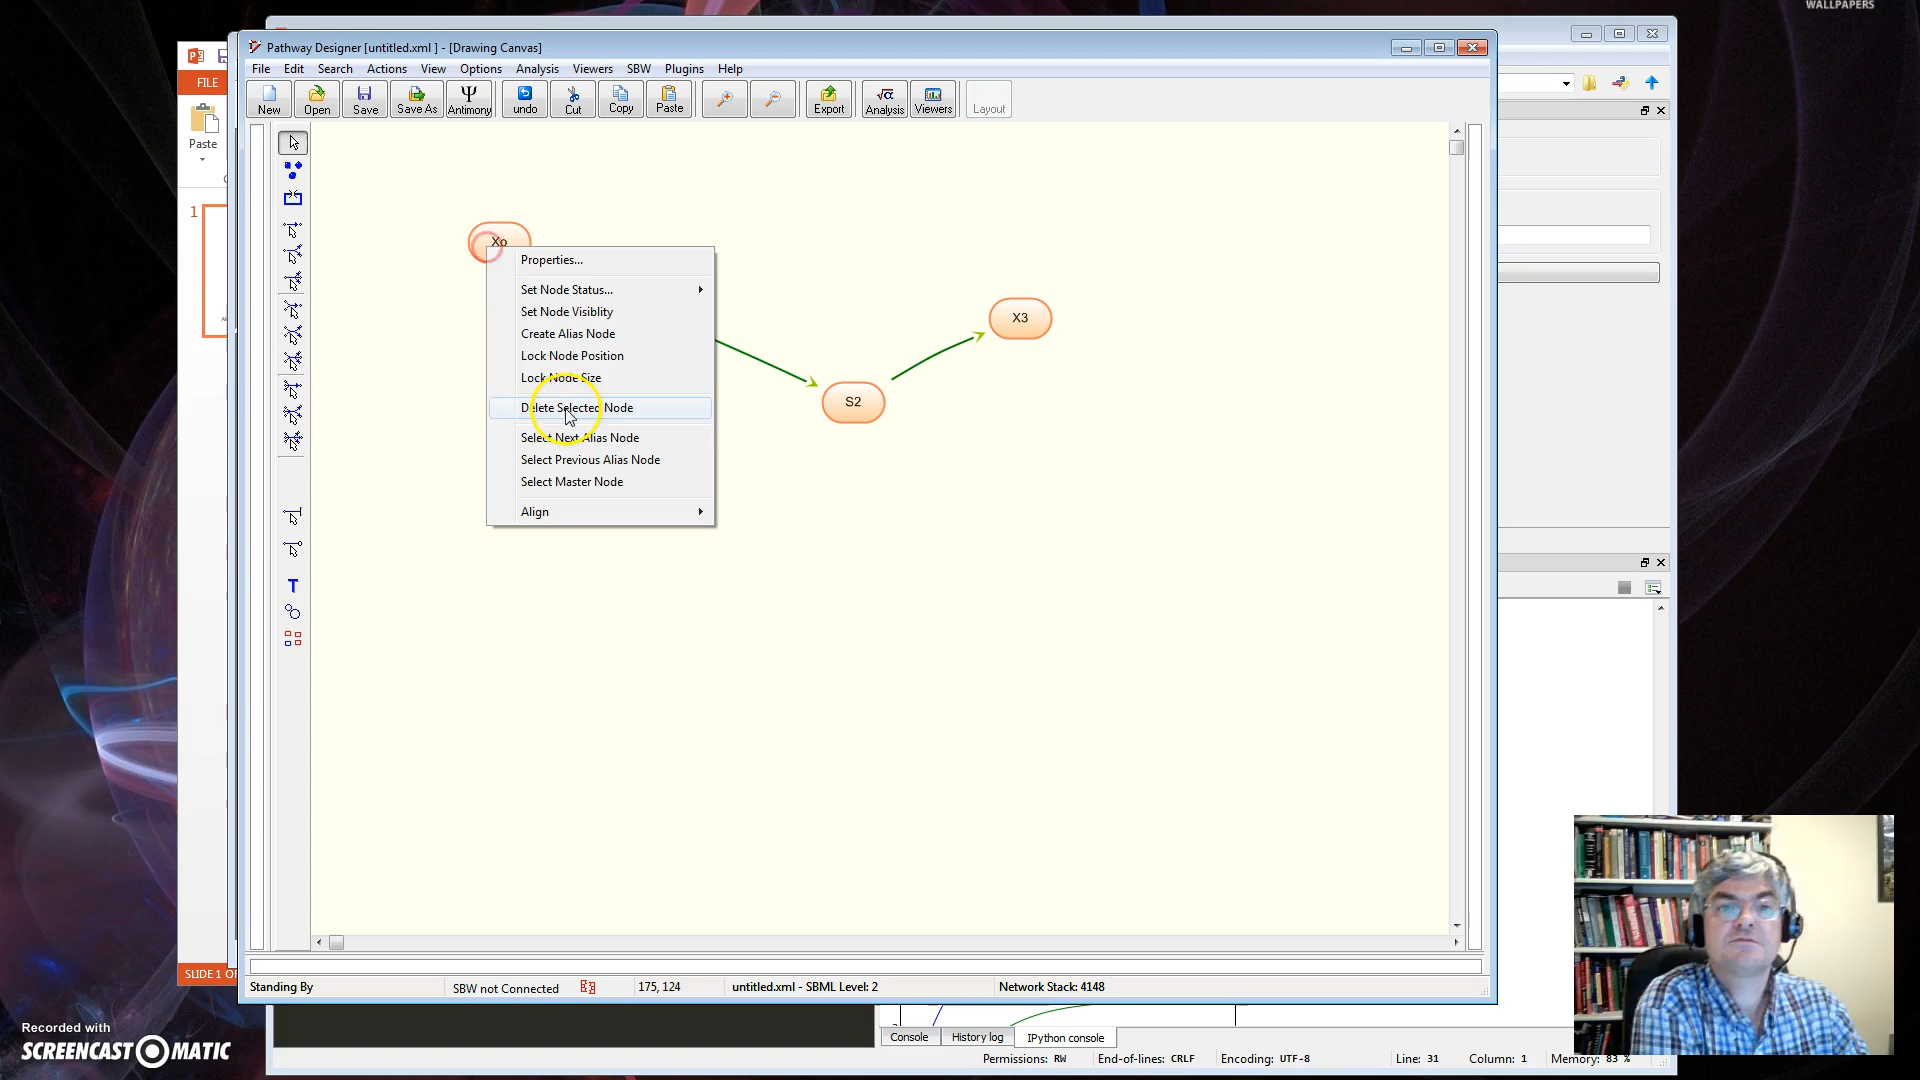 WALLPAPERS
Pathway Designer [untitled.xml ] - [Drawing Canvas]
File Edit Search Actions View Options Analysis Viewers SBW Plugins Help
New Open Save Save As Antimony undo Cut Copy Paste Export Analysis Viewers Layout
FILE
Paste
1
Xo
Properties...
Set Node Status...
Set Node Visiblity
Create Alias Node
Lock Node Position
Lock Node Size
Delete Selected Node
Select Next Alias Node
Select Previous Alias Node
Select Master Node
Align
X3
S2
T
SLIDE 1 O
Standing By
SBW not Connected
175, 124
untitled.xml - SBML Level: 2
Network Stack: 4148
Console History log IPython console
Permissions: RW End-of-lines: CRLF Encoding: UTF-8 Line: 31 Column: 1 Memory: 83 %
Recorded with
SCREENCAST MATIC